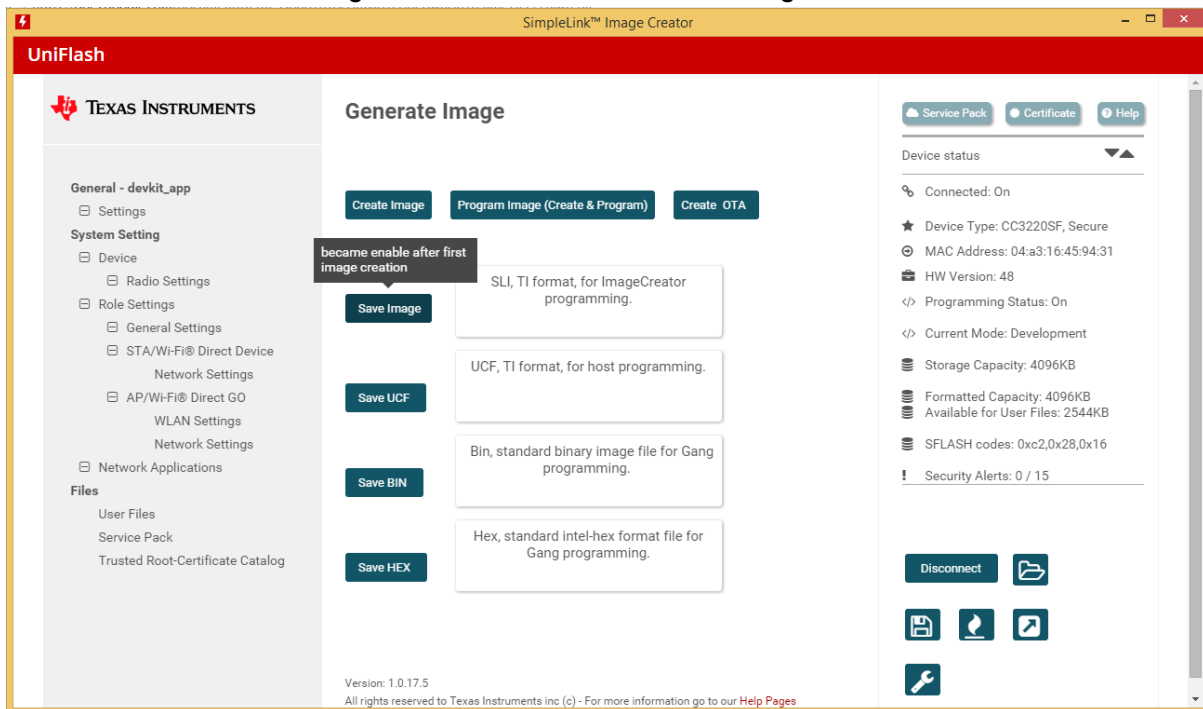 SimpleLink™ Image Creator
UniFlash
TEXAS INSTRUMENTS
General - devkit_app
Settings
System Setting
Device
Radio Settings
Role Settings
General Settings
STA/Wi-Fi® Direct Device
Network Settings
AP/Wi-Fi® Direct GO
WLAN Settings
Network Settings
Network Applications
Files
User Files
Service Pack
Trusted Root-Certificate Catalog
Generate Image
Create Image
Program Image (Create & Program)
Create OTA
became enable after first
image creation
Save Image
SLI, TI format, for ImageCreator
programming.
Save UCF
UCF, TI format, for host programming.
Save BIN
Bin, standard binary image file for Gang
programming.
Save HEX
Hex, standard intel-hex format file for
Gang programming.
Version: 1.0.17.5
All rights reserved to Texas Instruments inc (c) - For more information go to our Help Pages
Service Pack
Certificate
Help
Device status
Connected: On
Device Type: CC3220SF, Secure
MAC Address: 04:a3:16:45:94:31
HW Version: 48
Programming Status: On
Current Mode: Development
Storage Capacity: 4096KB
Formatted Capacity: 4096KB
Available for User Files: 2544KB
SFLASH codes: 0xc2,0x28,0x16
Security Alerts: 0 / 15
Disconnect